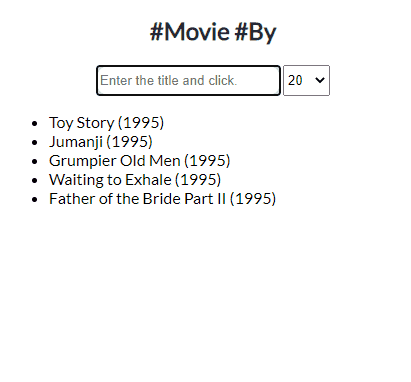 #Movie #By
Enter the title and click. 20
Toy Story (1995)
Jumanji (1995)
Grumpier Old Men (1995)
Waiting to Exhale (1995)
Father of the Bride Part II (1995)